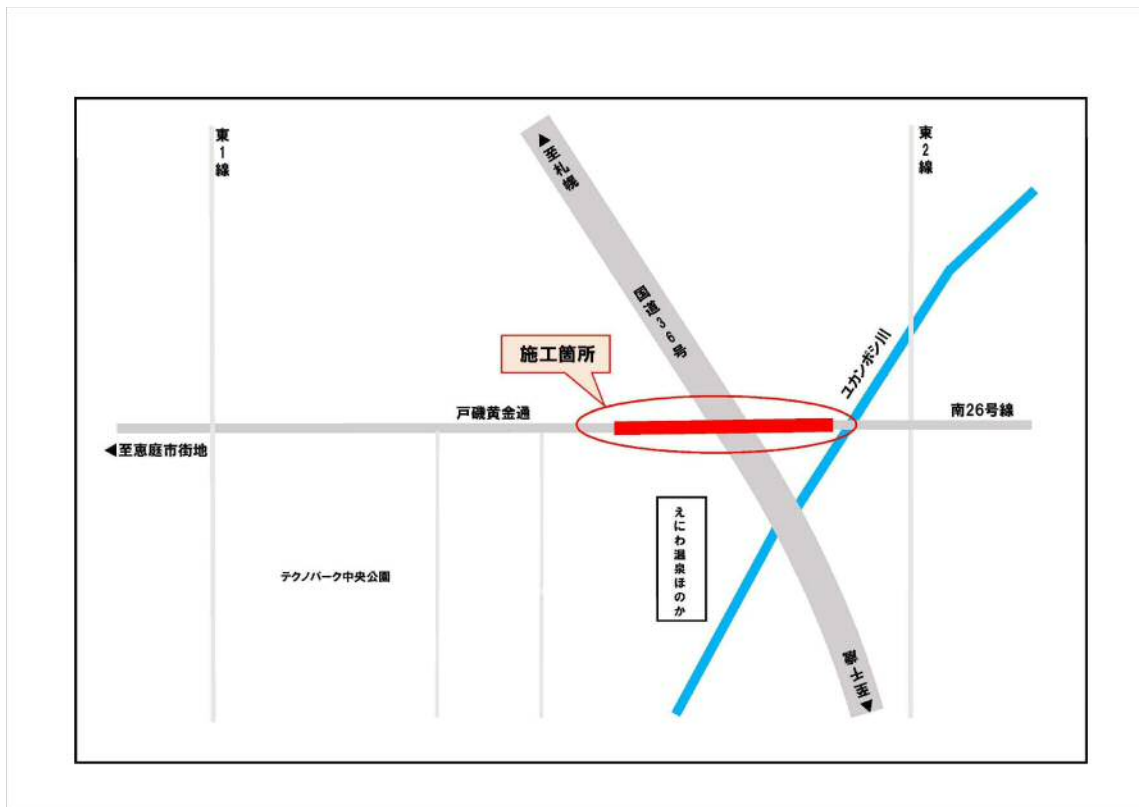 東1線
▲至札幌
東2線
国道36号
施工箇所
ユカンボシ川
戸磯黄金通
南26号線
◀至恵庭市街地
えにわ温泉ほのか
テクノパーク中央公園
▲至千歳